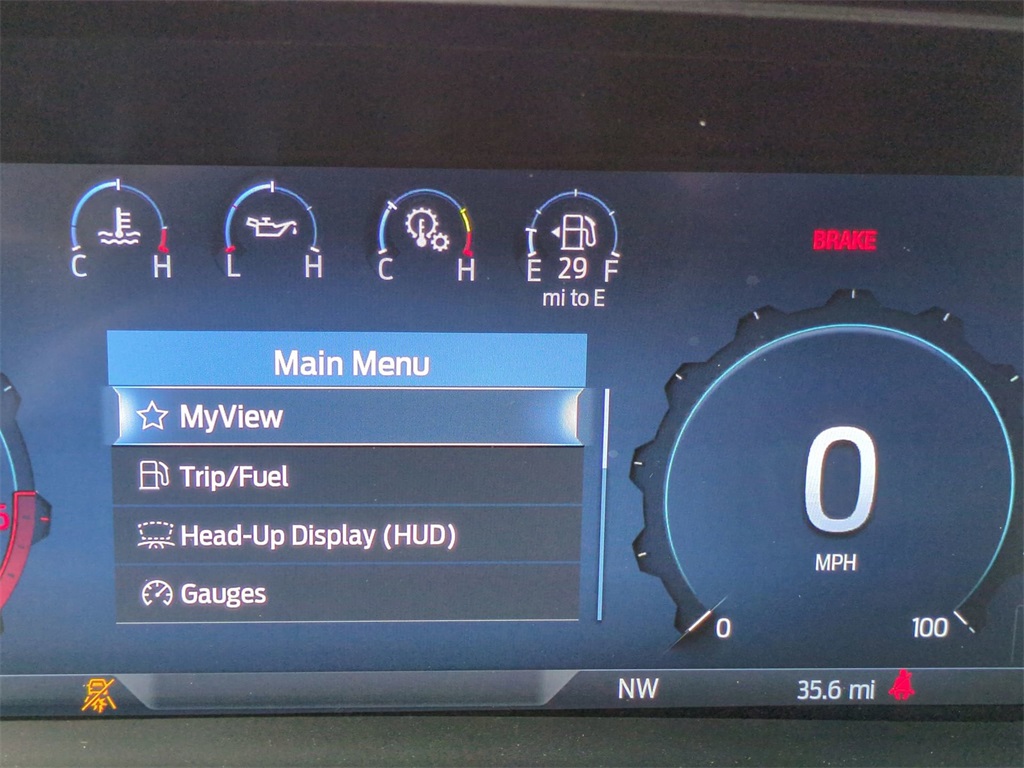 C H
L H
C H
E 29 F
mi to E
BRAKE
Main Menu
MyView
Trip/Fuel
Head-Up Display (HUD)
Gauges
0
MPH
0 100
NW
35.6 mi